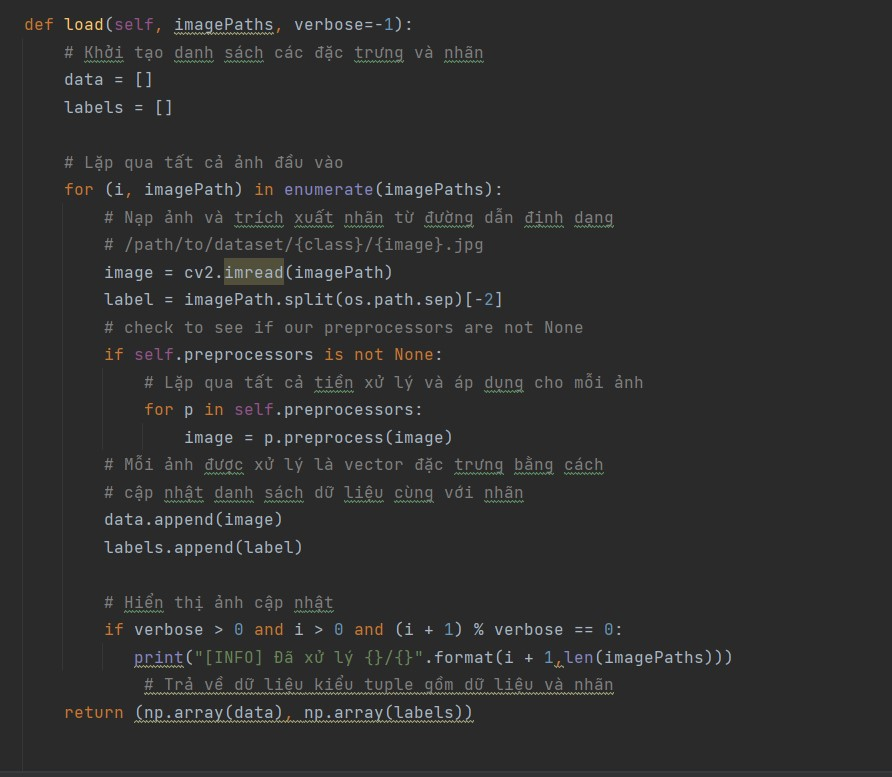 def load(self, imagePaths, verbose=-1):
    # Khởi tạo danh sách các đặc trưng và nhãn
    data = []
    labels = []

    # Lặp qua tất cả ảnh đầu vào
    for (i, imagePath) in enumerate(imagePaths):
        # Nạp ảnh và trích xuất nhãn từ đường dẫn định dạng
        # /path/to/dataset/{class}/{image}.jpg
        image = cv2.imread(imagePath)
        label = imagePath.split(os.path.sep)[-2]
        # check to see if our preprocessors are not None
        if self.preprocessors is not None:
            # Lặp qua tất cả tiền xử lý và áp dụng cho mỗi ảnh
            for p in self.preprocessors:
                image = p.preprocess(image)
        # Mỗi ảnh được xử lý là vector đặc trưng bằng cách
        # cập nhật danh sách dữ liệu cùng với nhãn
        data.append(image)
        labels.append(label)

        # Hiển thị ảnh cập nhật
        if verbose > 0 and i > 0 and (i + 1) % verbose == 0:
           print("[INFO] Đã xử lý {}/{}".format(i + 1,len(imagePaths)))
            # Trả về dữ liệu kiểu tuple gồm dữ liệu và nhãn
    return (np.array(data), np.array(labels))